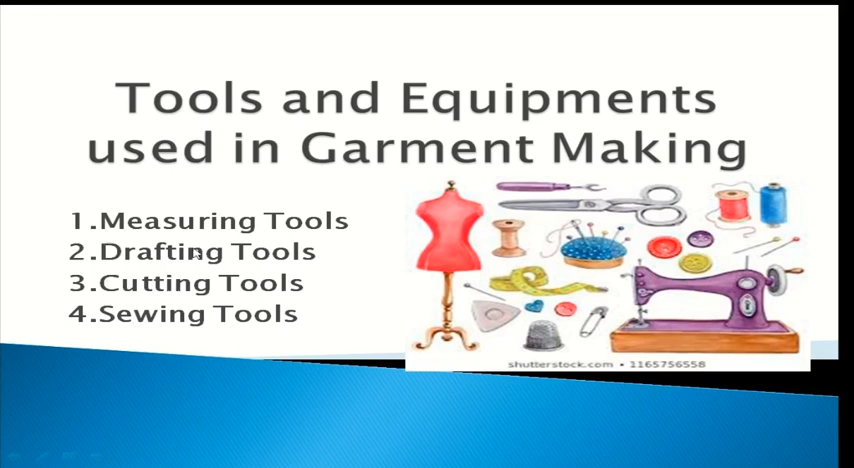 Tools and Equipments
used in Garment Making
1.Measuring Tools
2.Drafting Tools
3.Cutting Tools
4.Sewing Tools
shutterstock.com • 1165756558